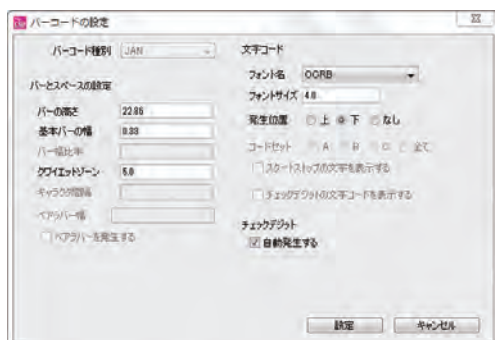 バーコードの設定
バーコード種別 JAN
バーとスペースの設定
バーの高さ 22.85
基本バーの幅 0.33
バー幅比率
クワイエットゾーン 5.0
キャラクタ間隔
ベアラバー幅
ベアラバーを発生する
文字コード
フォント名 OCRB
フォントサイズ 4.0
発生位置 上 下 なし
コードセット A B C 全て
スタートストップの文字を表示する
チェックデジットの文字コードを表示する
チェックデジット
自動発生する
設定 キャンセル